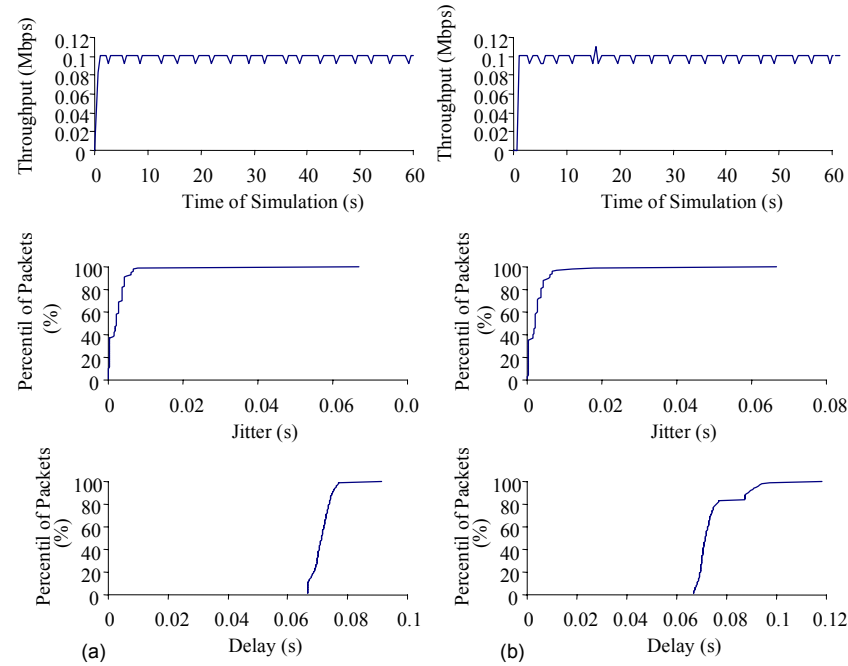 Throughput (Mbps)
0.12
0.1
0.08
0.06
0.04
0.02
0
0 10 20 30 40 50 60
Time of Simulation (s)
Throughput (Mbps)
0.12
0.1
0.08
0.06
0.04
0.02
0
0 10 20 30 40 50 60
Time of Simulation (s)
Percentil of Packets
(%)
100
80
60
40
20
0
0 0.02 0.04 0.06 0.0
Jitter (s)
Percentil of Packets
(%)
100
80
60
40
20
0
0 0.02 0.04 0.06 0.08
Jitter (s)
Percentil of Packets
(%)
100
80
60
40
20
0
0 0.02 0.04 0.06 0.08 0.1
Delay (s)
(a)
Percentil of Packets
(%)
100
80
60
40
20
0
0 0.02 0.04 0.06 0.08 0.1 0.12
Delay (s)
(b)